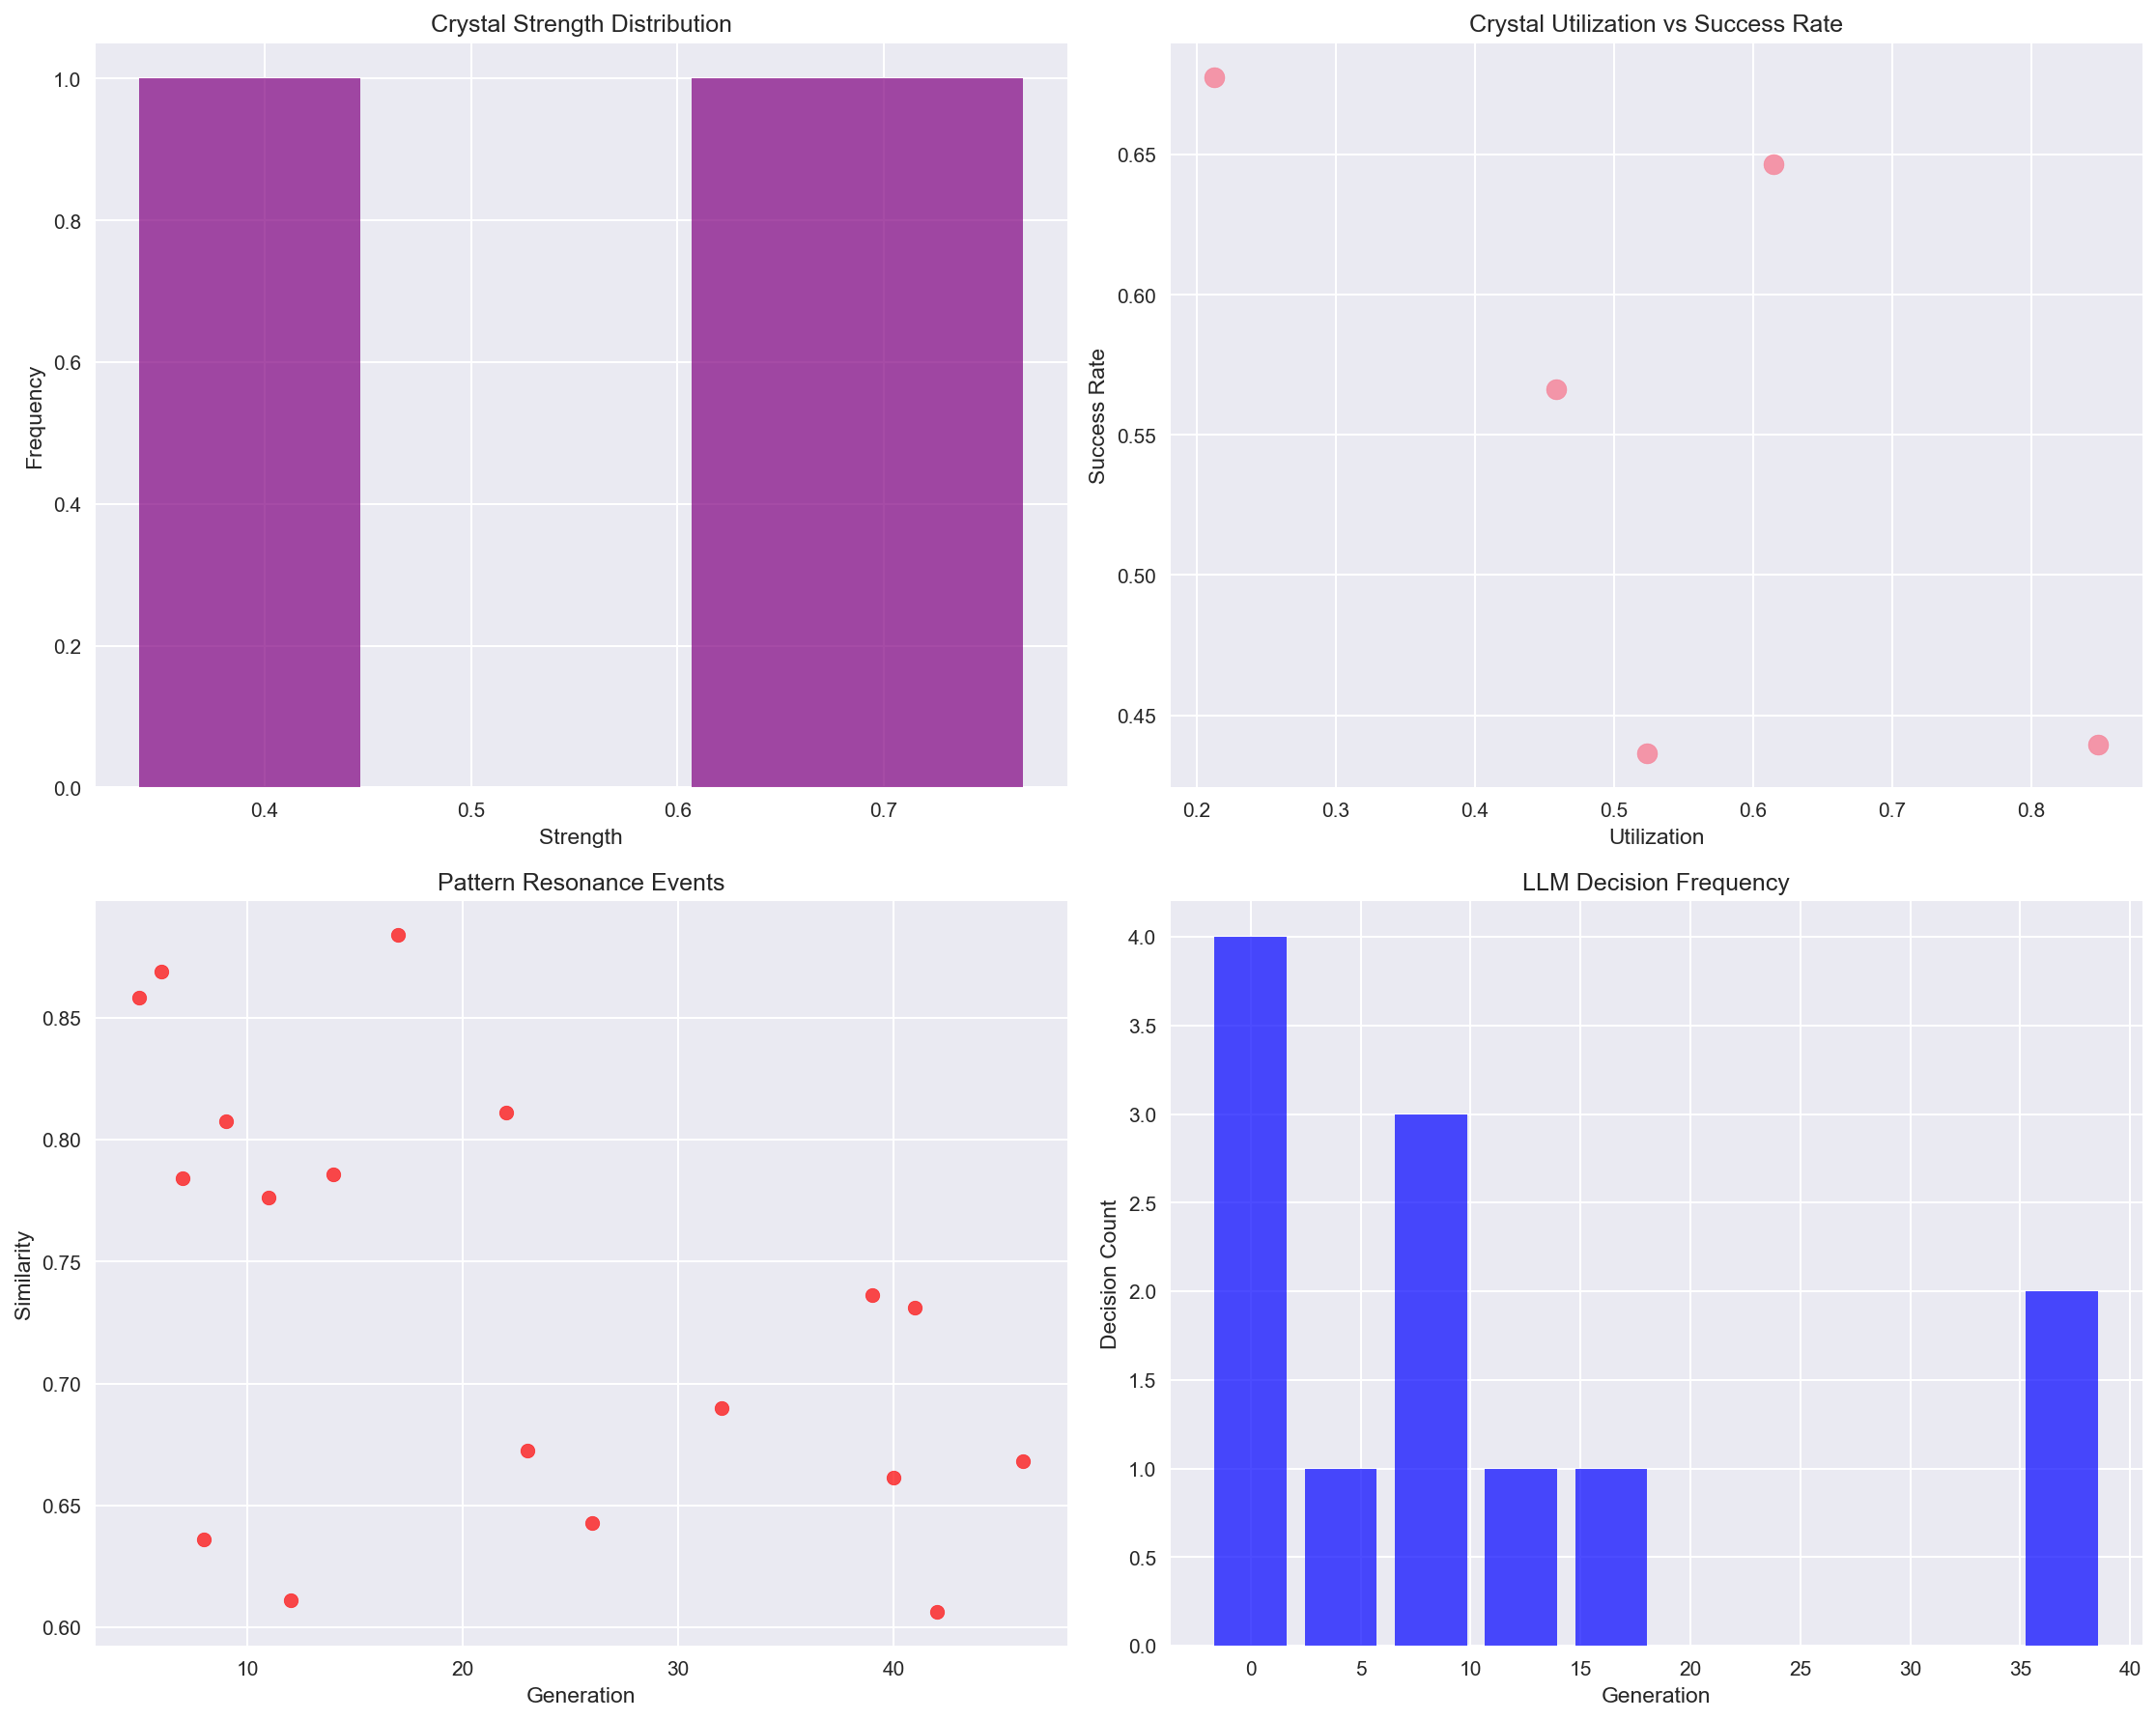 Crystal Strength Distribution
1.0
0.8
0.6
0.4
0.2
0.0
Frequency
0.4 0.5 0.6 0.7
Strength
Crystal Utilization vs Success Rate
0.65
0.60
0.55
0.50
0.45
Success Rate
0.2 0.3 0.4 0.5 0.6 0.7 0.8
Utilization
Pattern Resonance Events
0.85
0.80
0.75
0.70
0.65
0.60
Similarity
10 20 30 40
Generation
LLM Decision Frequency
4.0
3.5
3.0
2.5
2.0
1.5
1.0
0.5
0.0
Decision Count
0 5 10 15 20 25 30 35 40
Generation